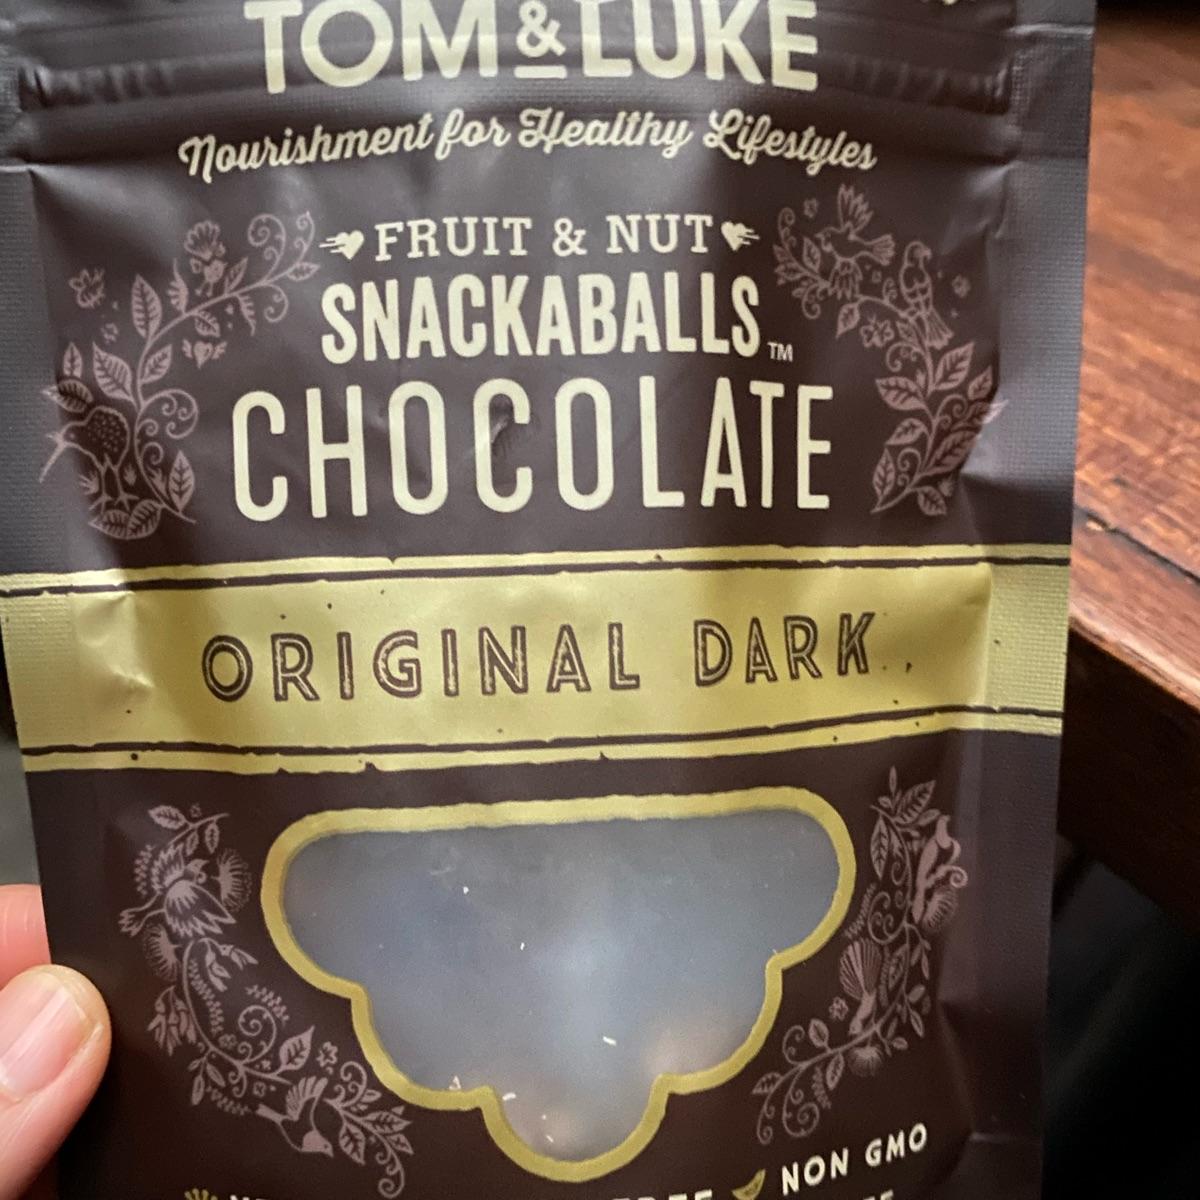 TOM & LUKE
Nourishment for Healthy Lifestyles
FRUIT & NUT
SNACKABALLS™
CHOCOLATE
ORIGINAL DARK
NON GMO